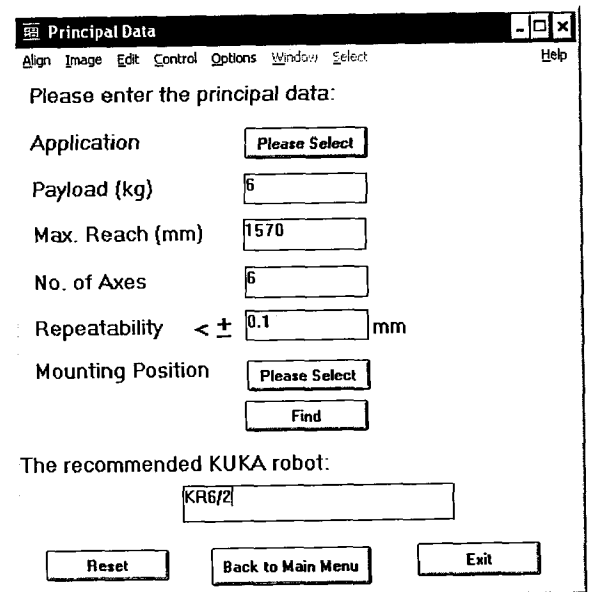 Principal Data
Align Image Edit Control Options Window Select Help
Please enter the principal data:
Application Please Select
Payload (kg) 6
Max. Reach (mm) 1570
No. of Axes 6
Repeatability < ± 0.1 mm
Mounting Position Please Select
Find
The recommended KUKA robot:
KR6/2
Reset Back to Main Menu Exit